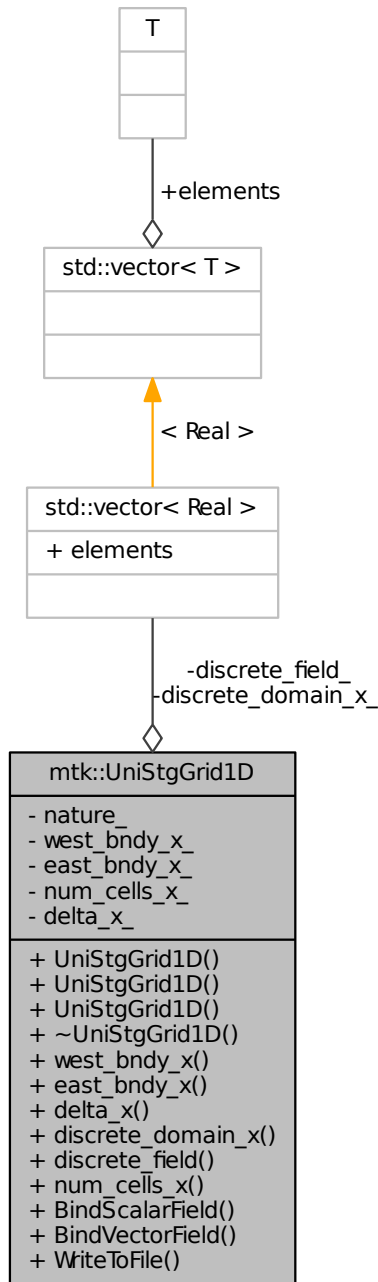 T
+elements
std::vector< T >
< Real >
std::vector< Real >
+ elements
-discrete_field_
-discrete_domain_x_
mtk::UniStgGrid1D
- nature_
- west_bndy_x_
- east_bndy_x_
- num_cells_x_
- delta_x_
+ UniStgGrid1D()
+ UniStgGrid1D()
+ UniStgGrid1D()
+ ~UniStgGrid1D()
+ west_bndy_x()
+ east_bndy_x()
+ delta_x()
+ discrete_domain_x()
+ discrete_field()
+ num_cells_x()
+ BindScalarField()
+ BindVectorField()
+ WriteToFile()